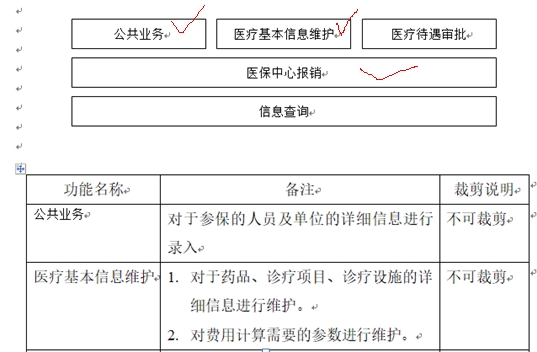 公共业务 医疗基本信息维护 医疗待遇审批
医保中心报销
信息查询
功能名称 备注 裁剪说明
公共业务 对于参保的人员及单位的详细信息进行 不可裁剪
录入
医疗基本信息维护 1. 对于药品、诊疗项目、诊疗设施的详 不可裁剪
细信息进行维护。
2. 对费用计算需要的参数进行维护。